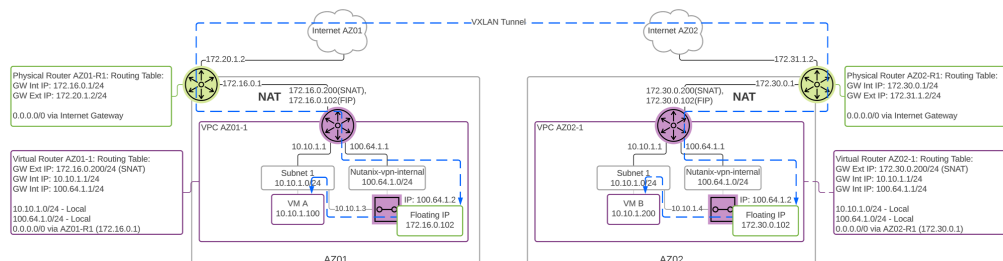 VXLAN Tunnel
Internet AZ01
Internet AZ02
172.20.1.2
172.31.1.2
Physical Router AZ01-R1: Routing Table:
GW Int IP: 172.16.0.1/24
GW Ext IP: 172.20.1.2/24
0.0.0.0/0 via Internet Gateway
172.16.0.1
NAT
172.16.0.200(SNAT),
172.16.0.102(FIP)
172.30.0.200(SNAT),
172.30.0.102(FIP)
NAT
172.30.0.1
Physical Router AZ02-R1: Routing Table:
GW Int IP: 172.30.0.1/24
GW Ext IP: 172.31.1.2/24
0.0.0.0/0 via Internet Gateway
VPC AZ01-1
10.10.1.1
100.64.1.1
VPC AZ02-1
10.10.1.1
100.64.1.1
Virtual Router AZ01-1: Routing Table:
GW Ext IP: 172.16.0.200/24 (SNAT)
GW Int IP: 10.10.1.1/24
GW Int IP: 100.64.1.1/24
10.10.1.0/24 - Local
100.64.1.0/24 - Local
0.0.0.0/0 via AZ01-R1 (172.16.0.1)
Subnet 1
10.10.1.0/24
Nutanix-vpn-internal
100.64.1.0/24
VM A
10.10.1.100
10.10.1.3
IP: 100.64.1.2
Floating IP
172.16.0.102
Subnet 1
10.10.1.0/24
Nutanix-vpn-internal
100.64.1.0/24
VM B
10.10.1.200
10.10.1.4
IP: 100.64.1.2
Floating IP
172.30.0.102
Virtual Router AZ02-1: Routing Table:
GW Ext IP: 172.30.0.200/24 (SNAT)
GW Int IP: 10.10.1.1/24
GW Int IP: 100.64.1.1/24
10.10.1.0/24 - Local
100.64.1.0/24 - Local
0.0.0.0/0 via AZ02-R1 (172.30.0.1)
AZ01
AZ02